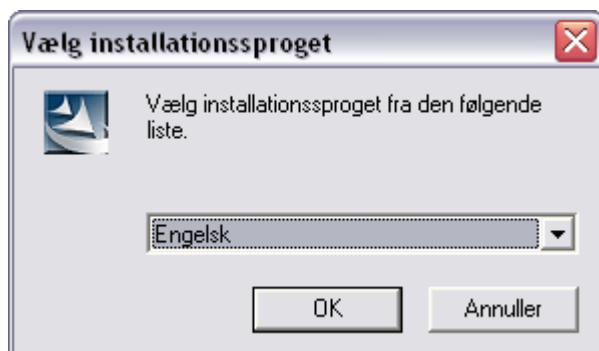 Vælg installationssproget
Vælg installationssproget fra den følgende
liste.
Engelsk
OK
Annuller